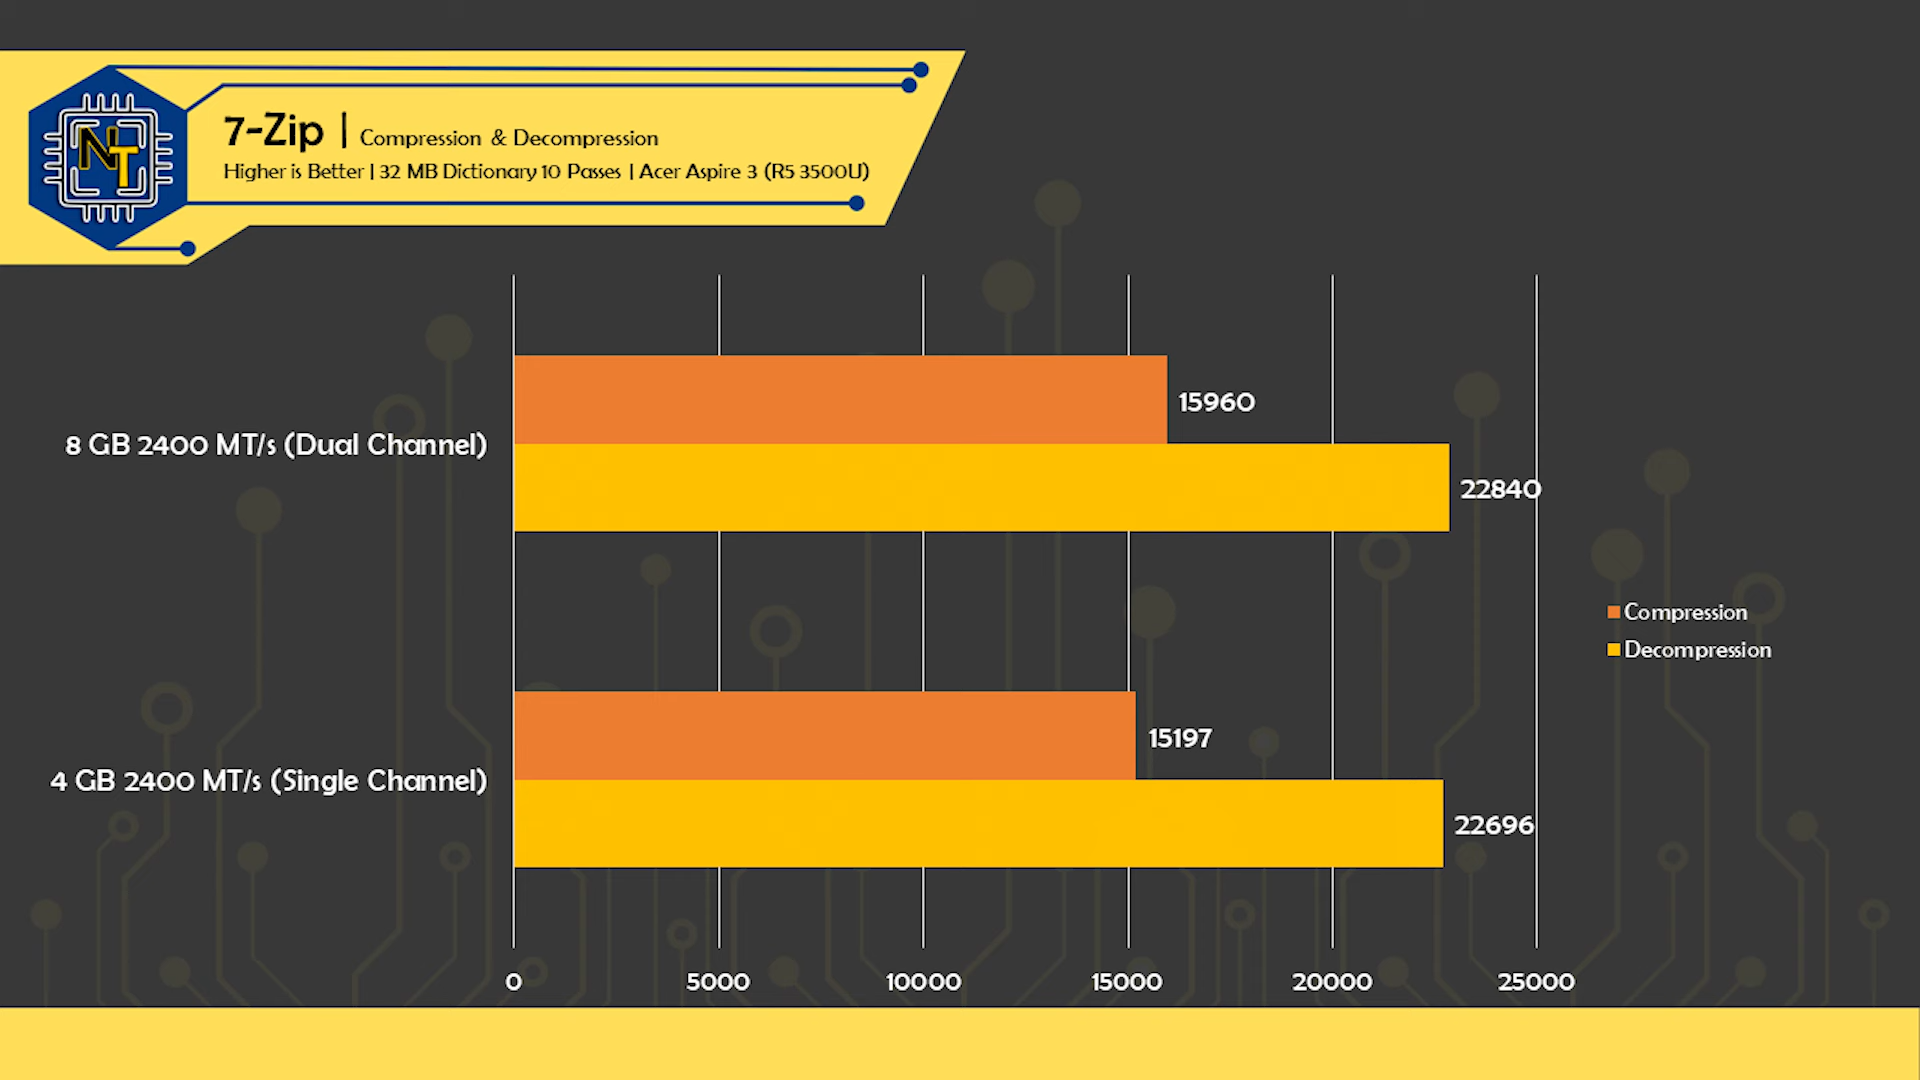 NT
7-Zip | Compression & Decompression
Higher is Better | 32 MB Dictionary 10 Passes | Acer Aspire 3 (R5 3500U)
8 GB 2400 MT/s (Dual Channel)
15960
22840
Compression
Decompression
4 GB 2400 MT/s (Single Channel)
15197
22696
0 5000 10000 15000 20000 25000